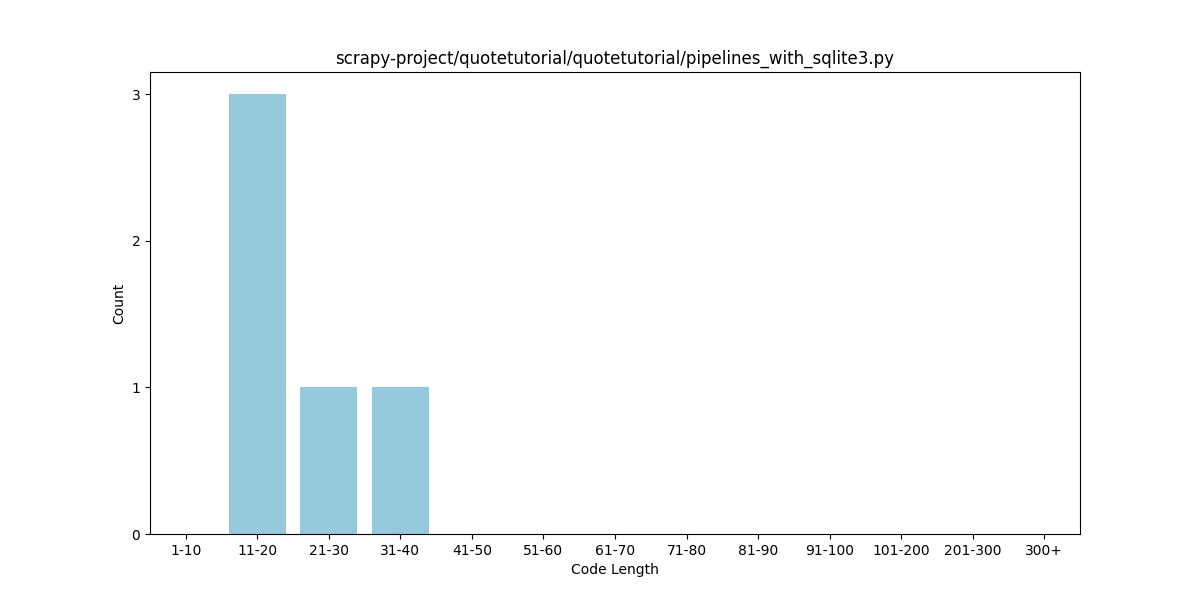 scrapy-project/quotetutorial/quotetutorial/pipelines_with_sqlite3.py
3
2
1
0
Count
1-10 11-20 21-30 31-40 41-50 51-60 61-70 71-80 81-90 91-100 101-200 201-300 300+
Code Length